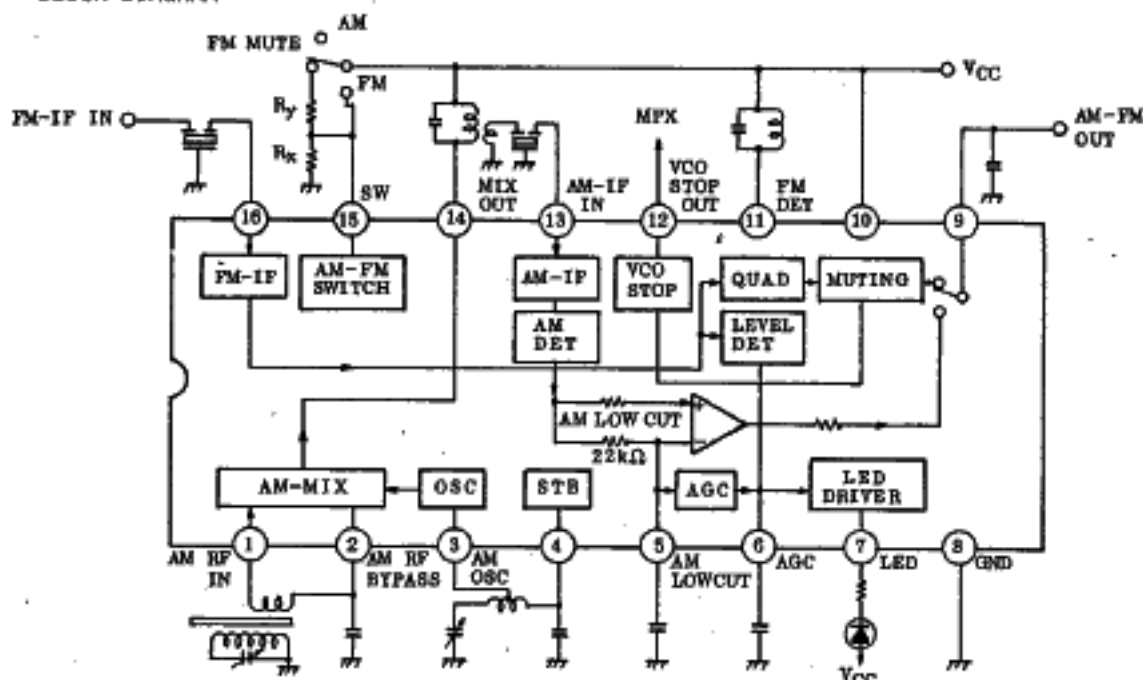 AM
FM MUTE
FM
VCC
FM-IF IN
Ry
Rx
MPX
AM-FM
OUT
SW
MIX
OUT
AM-IF
IN
VCO
STOP
OUT
FM
DET
16
15
14
13
12
11
10
9
FM-IF
AM-FM
SWITCH
AM-IF
VCO
STOP
QUAD
MUTING
AM
DET
LEVEL
DET
AM LOW CUT
+
−
22kΩ
AM-MIX
OSC
STB
AGC
LED
DRIVER
1
2
3
4
5
6
7
8
AM RF
IN
AM RF
BYPASS
AM
OSC
AM
LOWCUT
AGC
LED
GND
VCC